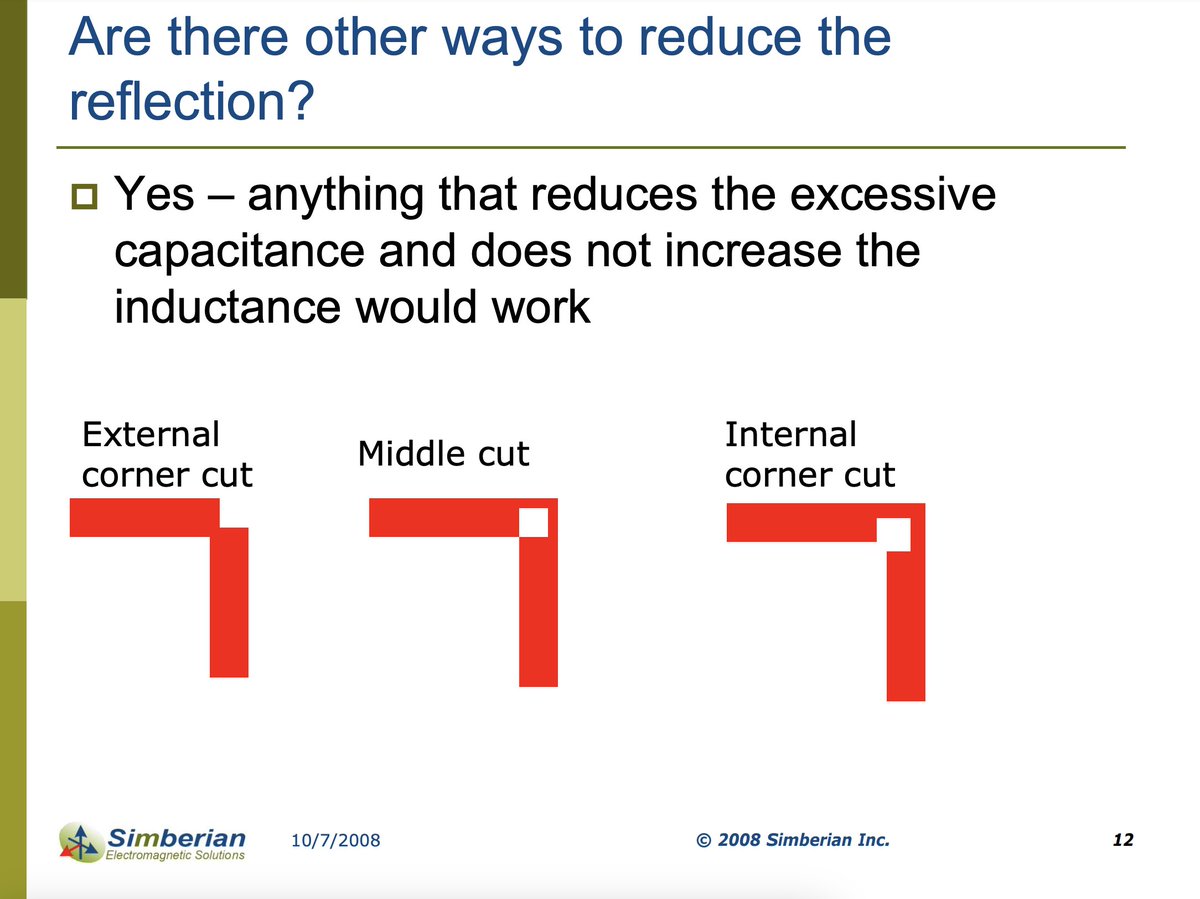 Are there other ways to reduce the
reflection?
Yes – anything that reduces the excessive
capacitance and does not increase the
inductance would work
External
corner cut
Middle cut
Internal
corner cut
Simberian
Electromagnetic Solutions
10/7/2008
© 2008 Simberian Inc.
12